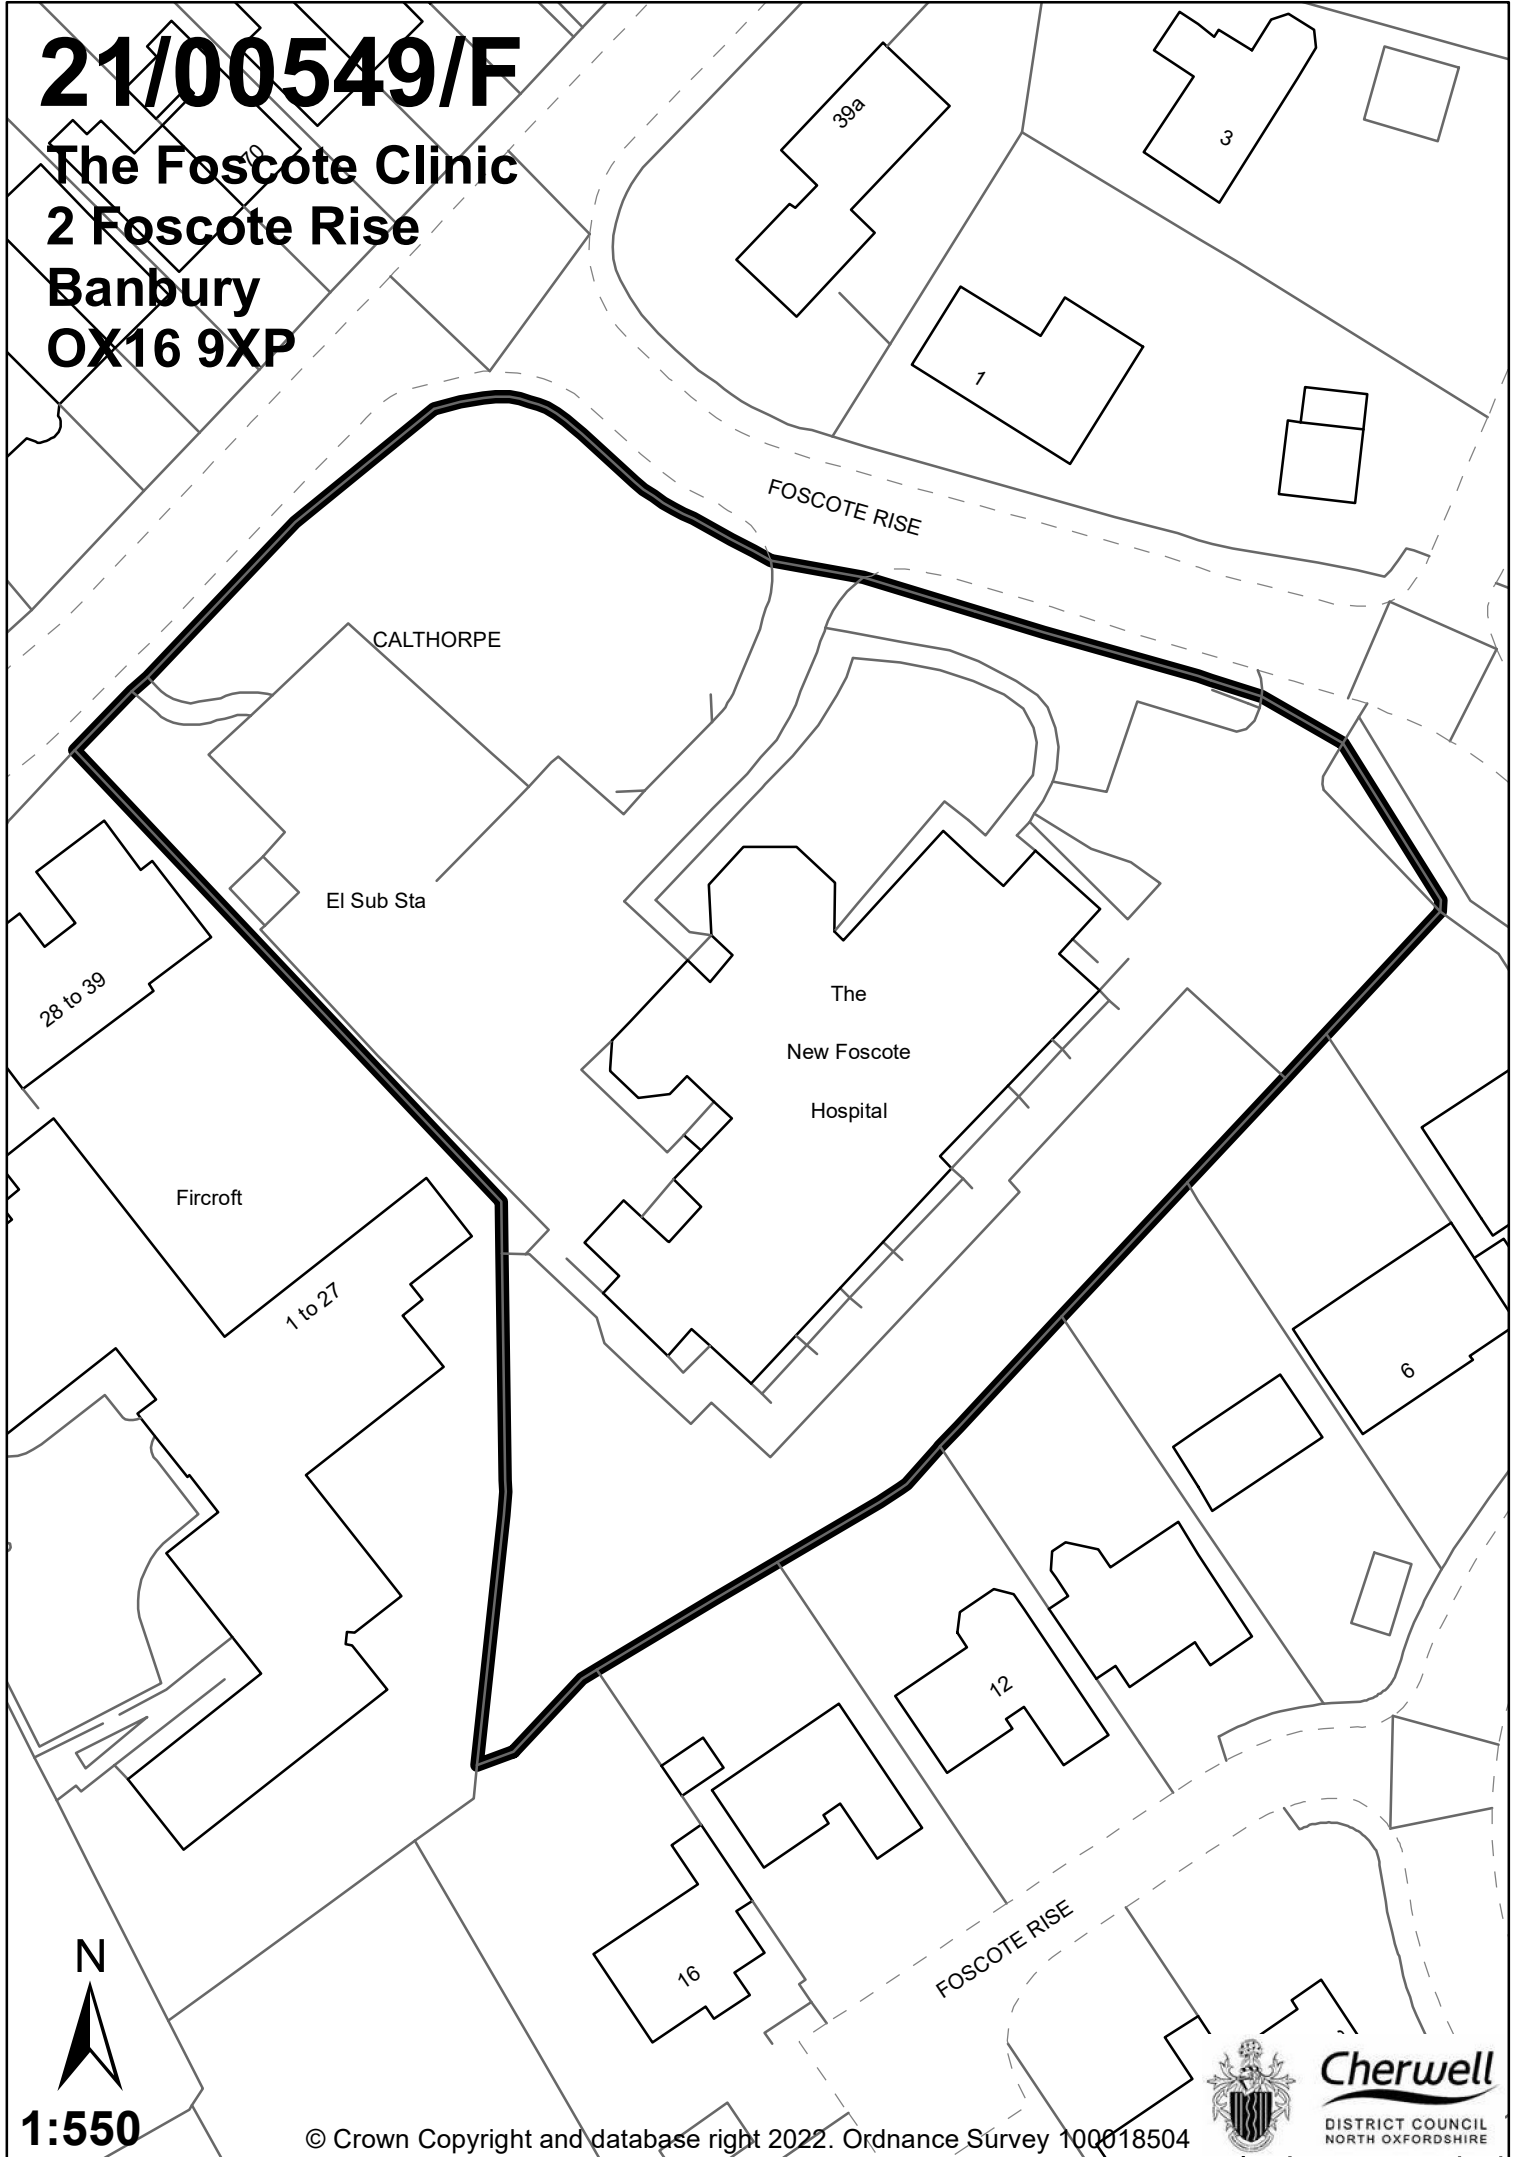 21/00549/F
The Foscote Clinic
2 Foscote Rise
Banbury
OX16 9XP
70
39a
3
1
FOSCOTE RISE
CALTHORPE
El Sub Sta
28 to 39
The
New Foscote
Hospital
Fircroft
1 to 27
6
12
16
FOSCOTE RISE
N
1:550
© Crown Copyright and database right 2022. Ordnance Survey 100018504
Cherwell
DISTRICT COUNCIL
NORTH OXFORDSHIRE